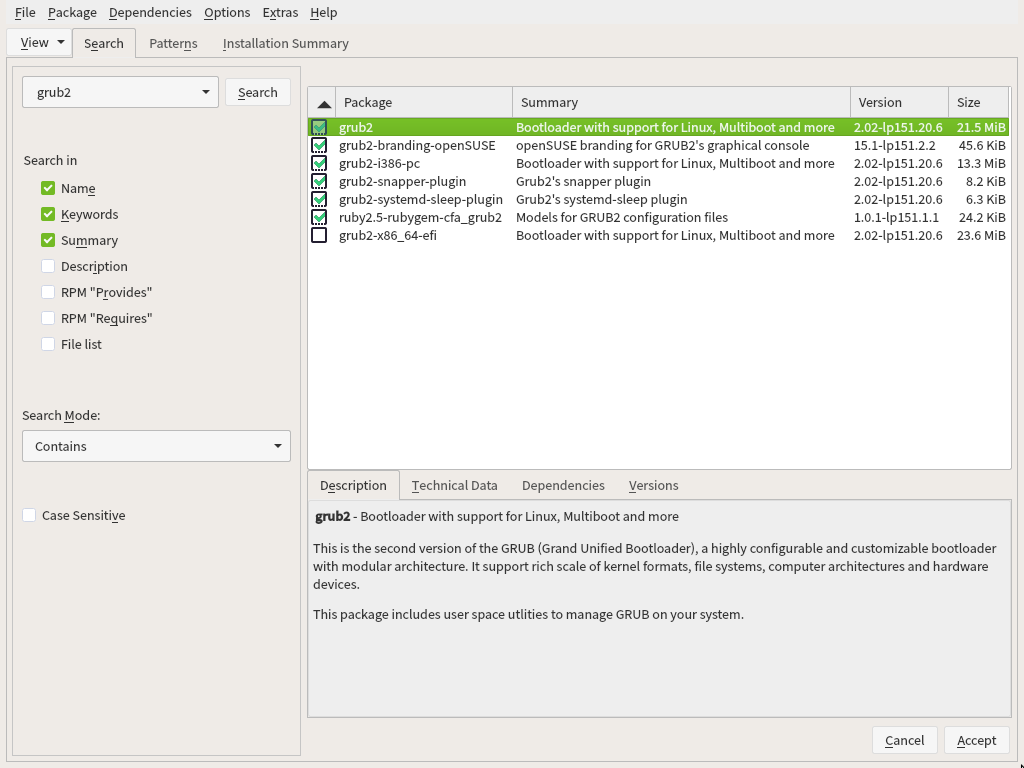 File Package Dependencies Options Extras Help
View Search Patterns Installation Summary
grub2 Search
Search in
Name
Keywords
Summary
Description
RPM "Provides"
RPM "Requires"
File list
Search Mode:
Contains
Case Sensitive
Package Summary Version Size
grub2 Bootloader with support for Linux, Multiboot and more 2.02-lp151.20.6 21.5 MiB
grub2-branding-openSUSE openSUSE branding for GRUB2's graphical console 15.1-lp151.2.2 45.6 KiB
grub2-i386-pc Bootloader with support for Linux, Multiboot and more 2.02-lp151.20.6 13.3 MiB
grub2-snapper-plugin Grub2's snapper plugin 2.02-lp151.20.6 8.2 KiB
grub2-systemd-sleep-plugin Grub2's systemd-sleep plugin 2.02-lp151.20.6 6.3 KiB
ruby2.5-rubygem-cfa_grub2 Models for GRUB2 configuration files 1.0.1-lp151.1.1 24.2 KiB
grub2-x86_64-efi Bootloader with support for Linux, Multiboot and more 2.02-lp151.20.6 23.6 MiB
Description Technical Data Dependencies Versions
grub2 - Bootloader with support for Linux, Multiboot and more
This is the second version of the GRUB (Grand Unified Bootloader), a highly configurable and customizable bootloader
with modular architecture. It support rich scale of kernel formats, file systems, computer architectures and hardware
devices.
This package includes user space utlities to manage GRUB on your system.
Cancel Accept